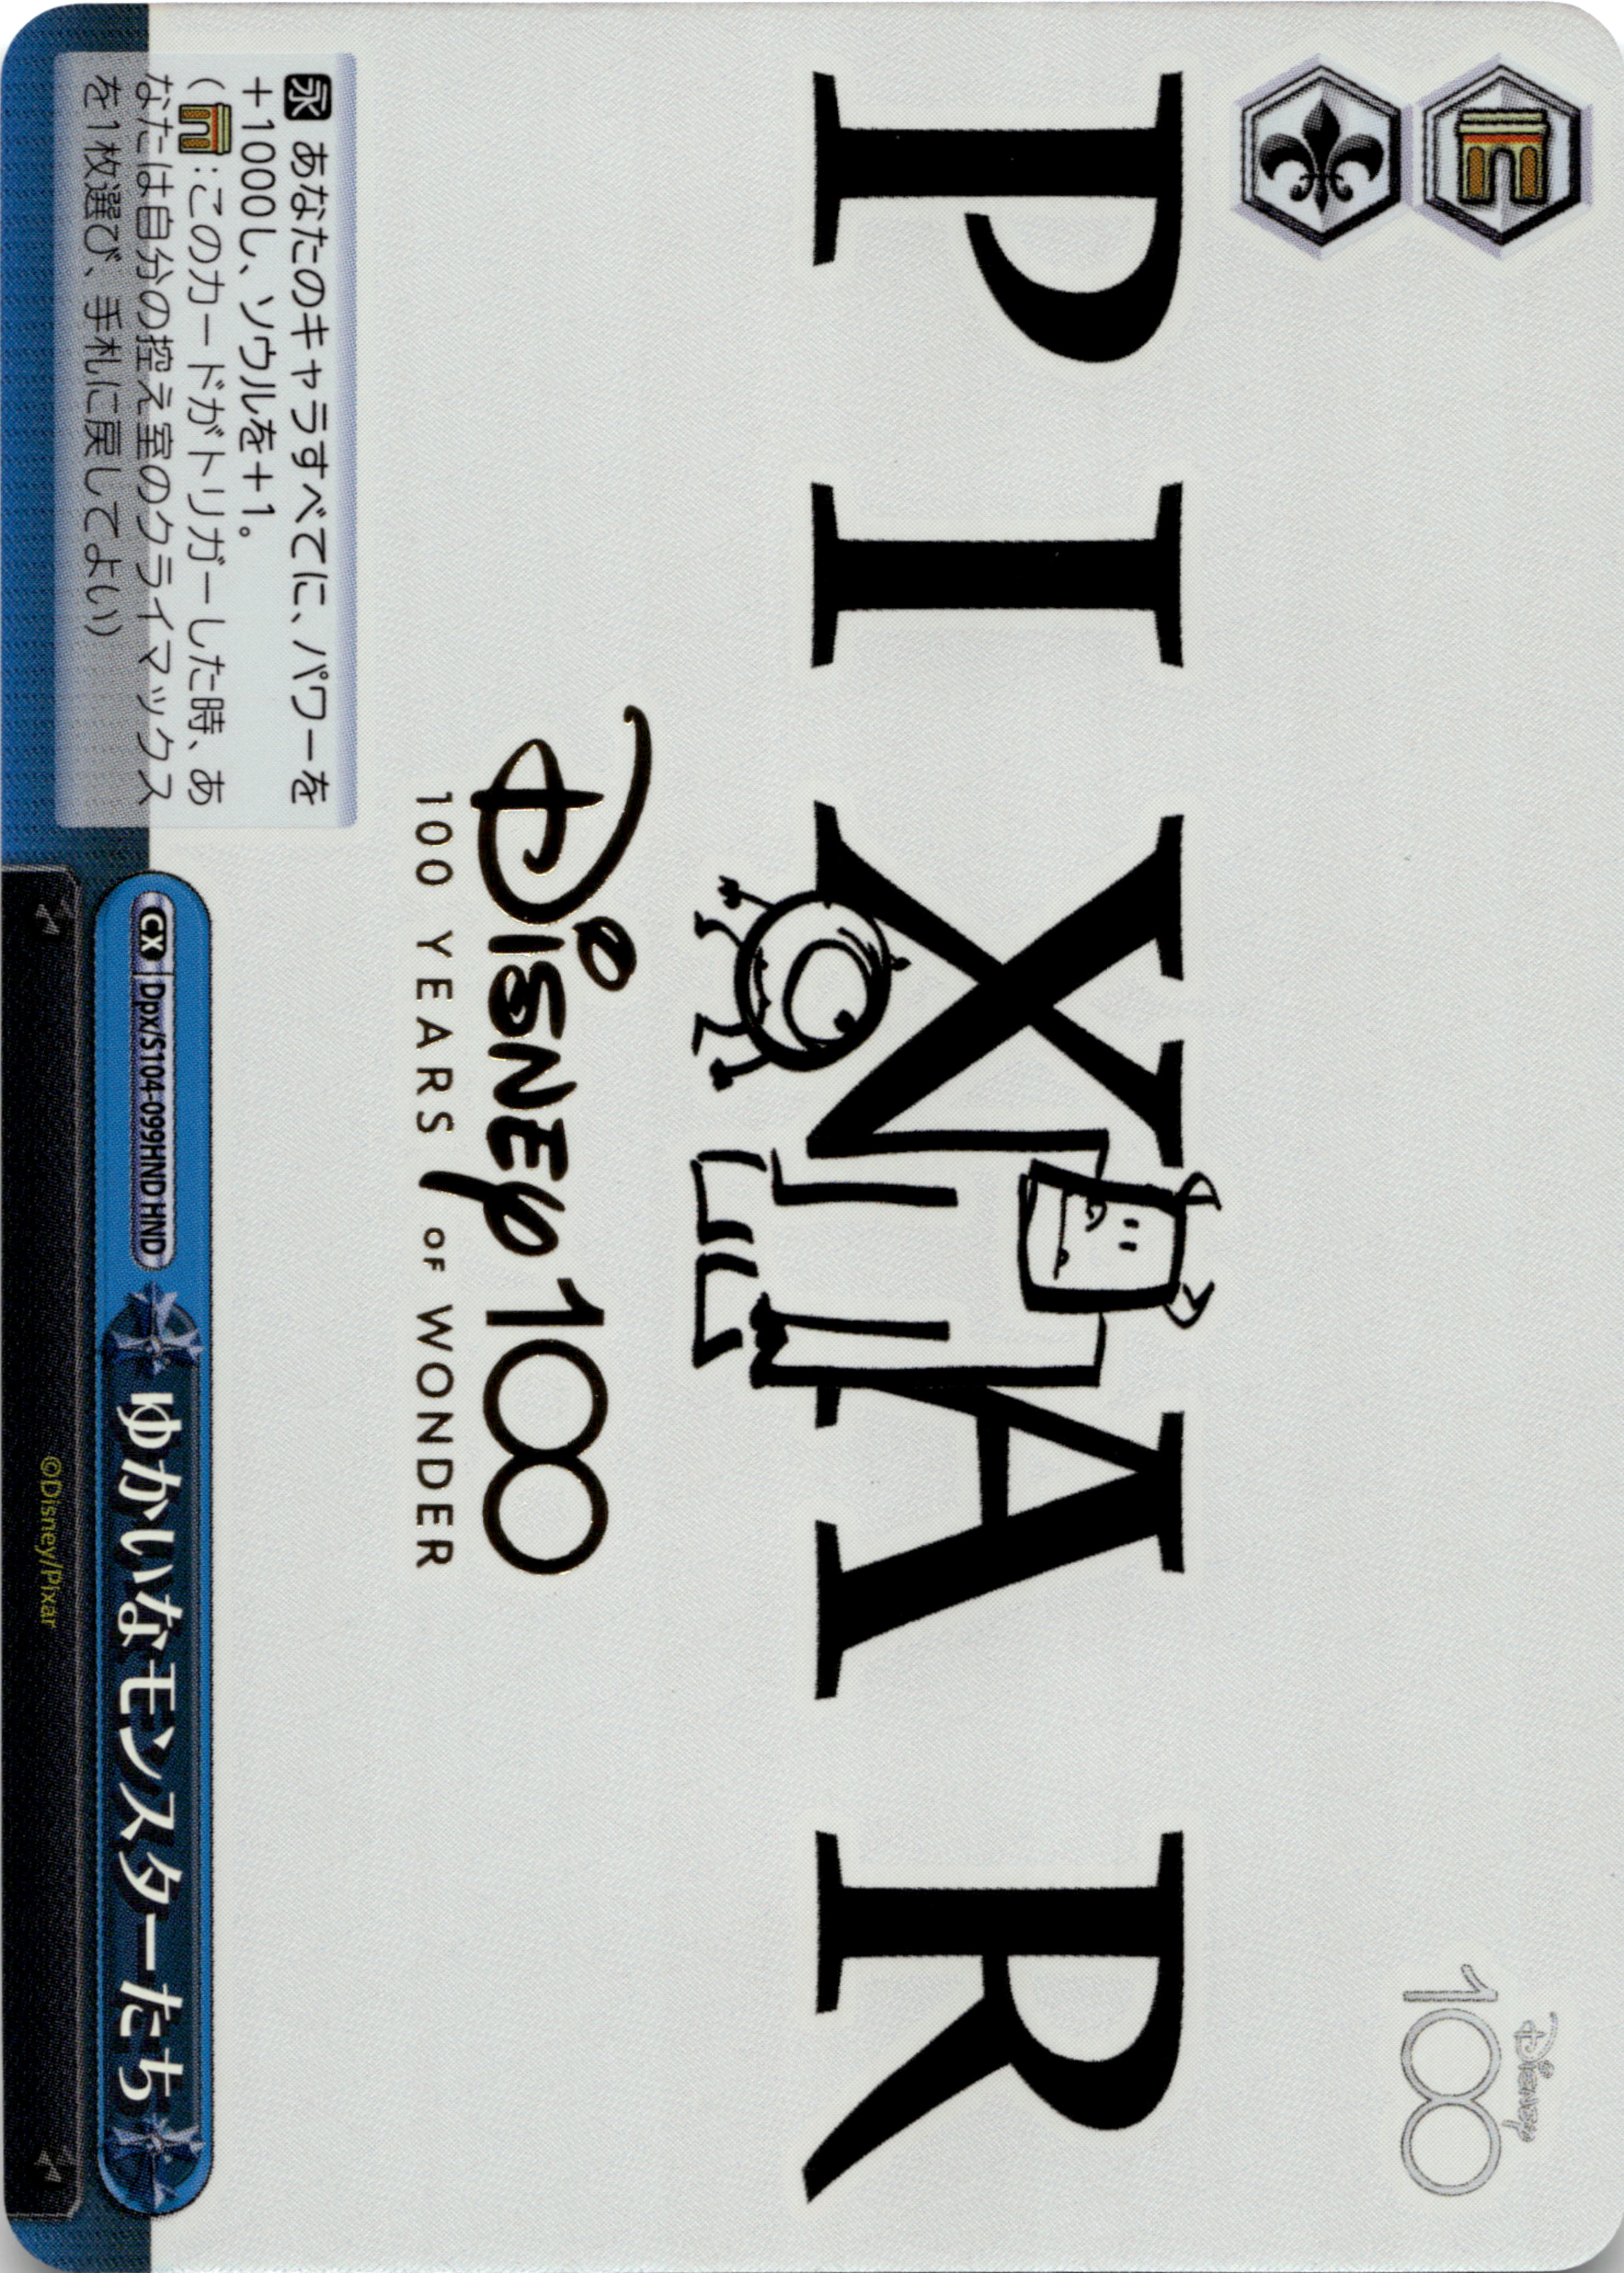 PIXAR
Disney 100
Disney100
100 YEARS OF WONDER
永 あなたのキャラすべてに、パワーを
＋1000し、ソウルを＋1。
（ :このカードがトリガーした時、あ
なたは自分の控え室のクライマックス
を1枚選び、手札に戻してよい）
CX Dpx/S104-099HND HND
ゆかいなモンスターたち
©Disney/Pixar